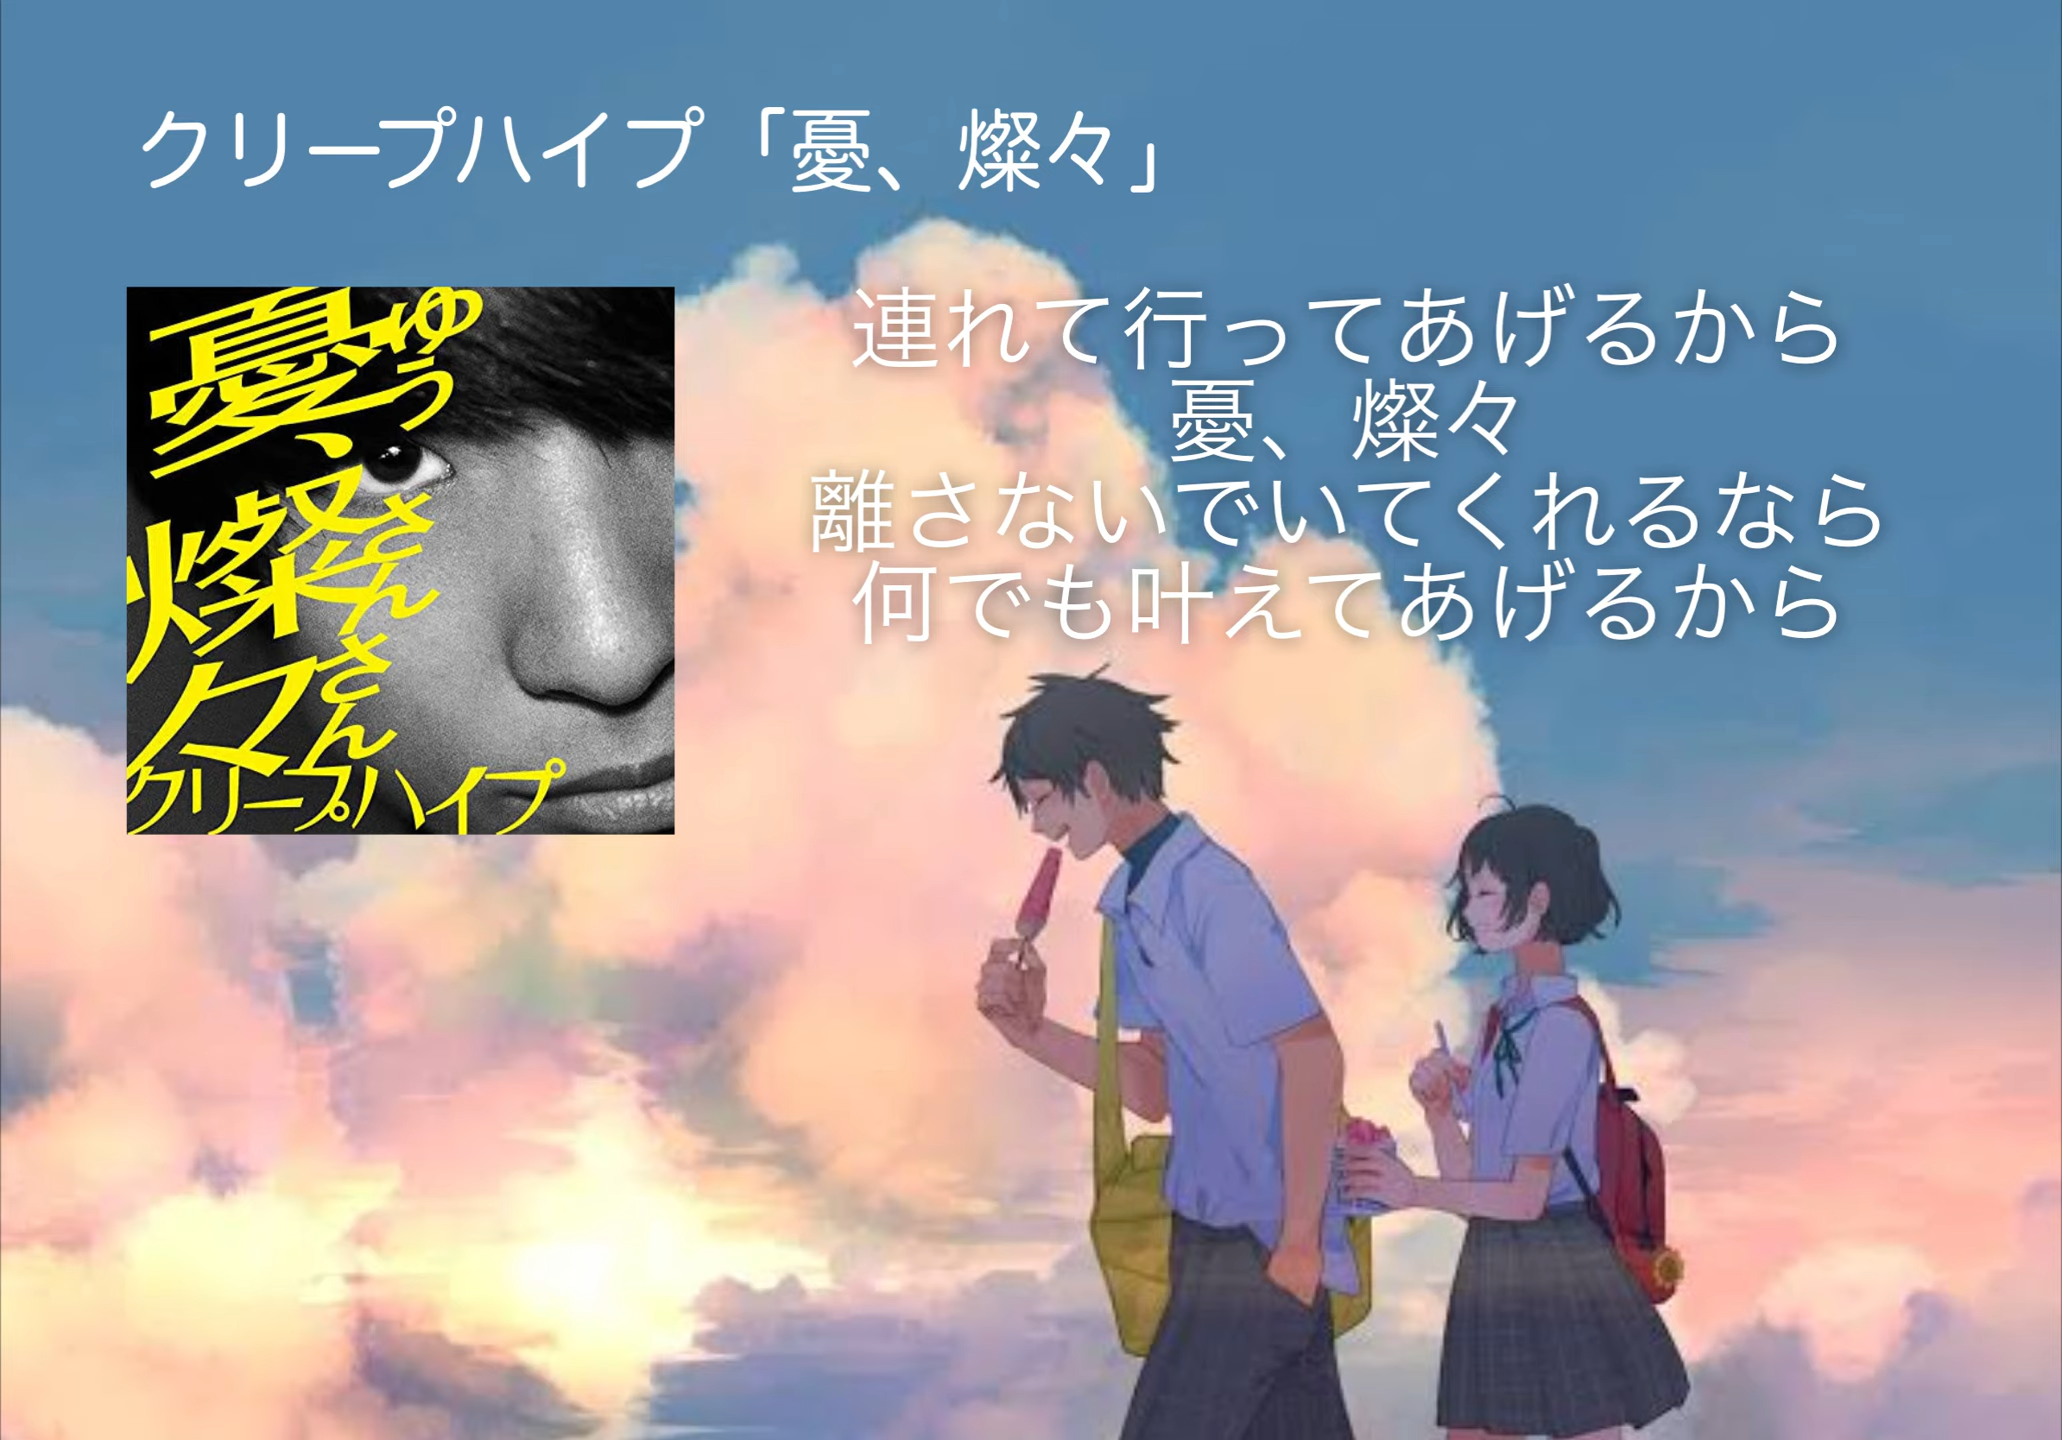 クリープハイプ「憂、燦々」
憂、
ゆう
燦々
さんさん
クリープハイプ
連れて行ってあげるから
憂、燦々
離さないでいてくれるなら
何でも叶えてあげるから